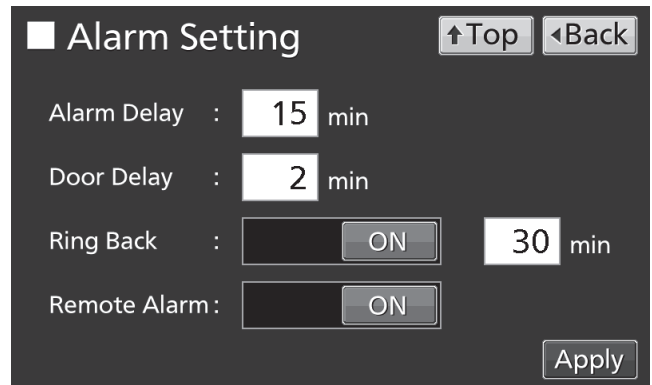 ■ Alarm Setting ↑Top ◂Back
Alarm Delay : 15 min
Door Delay : 2 min
Ring Back : ON 30 min
Remote Alarm: ON
Apply